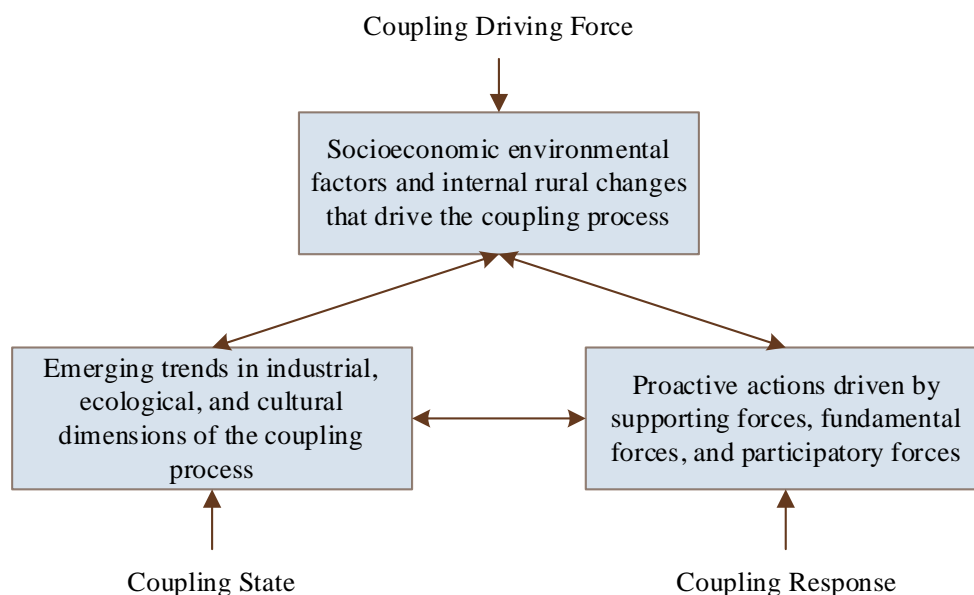 Coupling Driving Force
Socioeconomic environmental
factors and internal rural changes
that drive the coupling process
Emerging trends in industrial,
ecological, and cultural
dimensions of the coupling
process
Proactive actions driven by
supporting forces, fundamental
forces, and participatory forces
Coupling State
Coupling Response